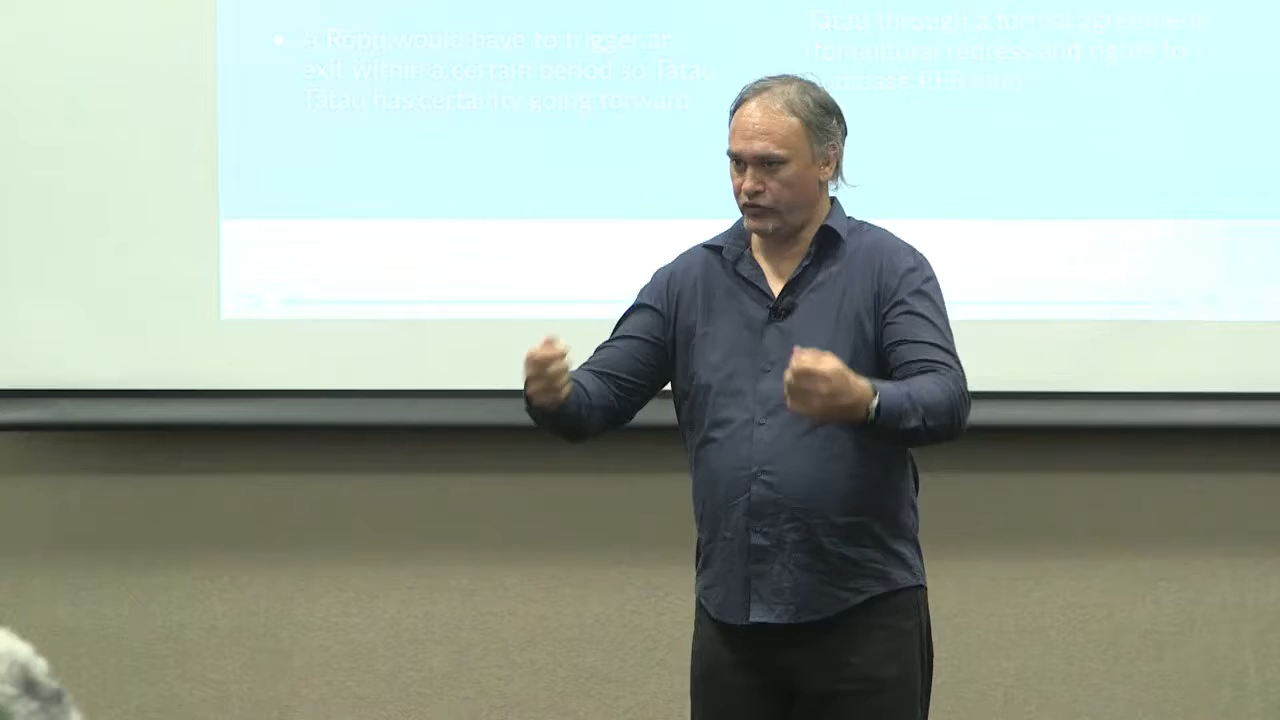 A Rōpū would have to trigger an
exit within a certain period so Tātau
Tātau has certainty going forward
Tātau through a formal agreement
for cultural redress and rights to
purchase